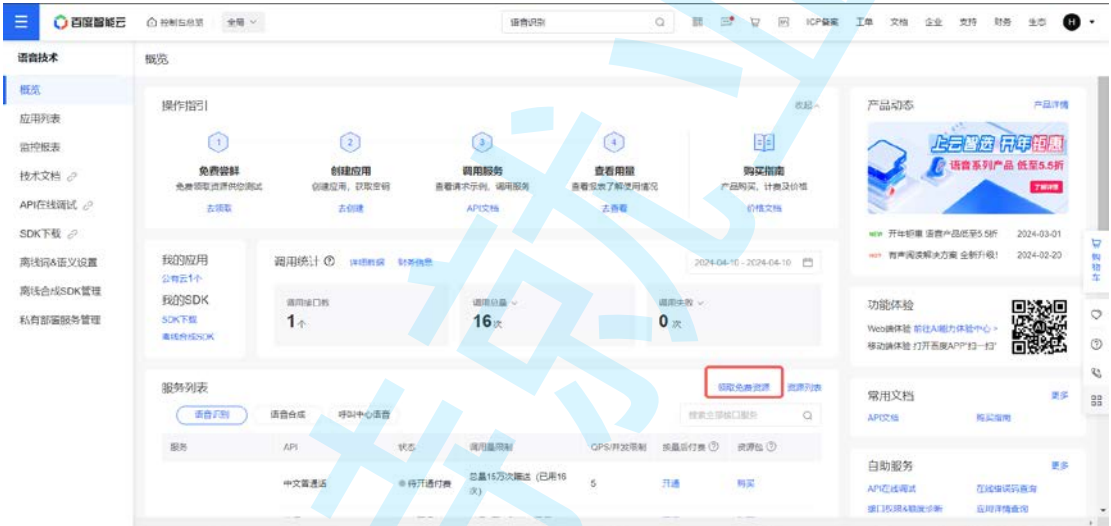 百度智能云 控制台总览 全局 语音识别 ICP备案 工单 文档 企业 支持 财务 生态 H
语音技术
概览
应用列表
监控报表
技术文档
API在线调试
SDK下载
离线词&语义设置
离线合成SDK管理
私有部署服务管理
概览
操作指引 收起
1 2 3 4
免费尝鲜 创建应用 调用服务 查看用量 购买指南
免费领取资源供您测试 创建应用，获取密钥 查看请求示例，调用服务 查看报表了解使用情况 产品购买、计费及价格
去领取 去创建 API文档 去查看 价格文档
我的应用
公有云1个
我的SDK
SDK下载
离线合成SDK
调用统计 详细数据 财务信息 2024-04-10 - 2024-04-10
调用接口数 调用总量 调用失败
1个 16次 0次
服务列表 领取免费资源 资源列表
语音识别 语音合成 呼叫中心语音 搜索全部接口服务
服务 API 状态 调用量限制 QPS/并发限制 按量后付费 资源包
中文普通话 待开通付费 总量15万次赠送（已用16次） 5 开通 购买
产品动态 产品详情
上云智选 开年钜惠
语音系列产品 低至5.5折
了解详情
NEW 开年钜惠 语音产品低至5.5折 2024-03-01
HOT 有声阅读解决方案 全新升级！ 2024-02-20
功能体验
Web端体验 前往AI能力体验中心 >
移动端体验 打开百度APP“扫一扫”
常用文档 更多
API文档 购买指南
自助服务 更多
API在线调试 在线错误码查询
接口权限&额度诊断 应用详情查询
购物车